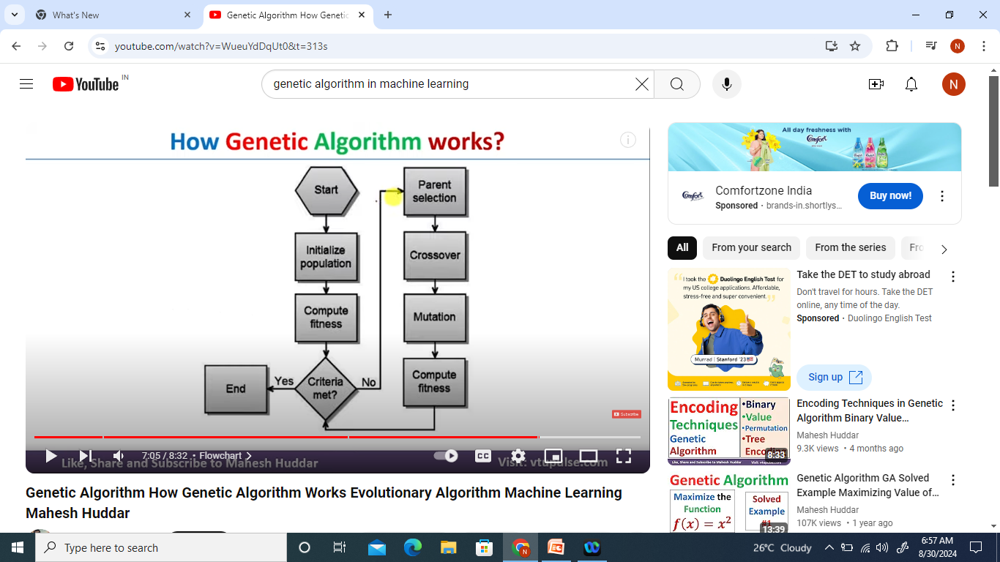 What's New
Genetic Algorithm How Genetic
youtube.com/watch?v=WueuYdDqUt0&t=313s
N
YouTube IN
genetic algorithm in machine learning
N
How Genetic Algorithm works?
Start
Initialize
population
Compute
fitness
Criteria
met?
Yes
No
End
Parent
selection
Crossover
Mutation
Compute
fitness
Subscribe
7:05 / 8:32 • Flowchart
CC
Like, Share and Subscribe to Mahesh Huddar
Visit: vtupulse.com
Genetic Algorithm How Genetic Algorithm Works Evolutionary Algorithm Machine Learning
Mahesh Huddar
All day freshness with
Comfort
Comfort
Comfortzone India
Sponsored · brands-in.shortlys...
Buy now!
All
From your search
From the series
Fro
I took the Duolingo English Test for
my US college applications. Affordable,
stress-free and super convenient.
Murrad | Stanford '23
Take the DET to study abroad
Don't travel for hours. Take the DET
online, any time of the day.
Sponsored · Duolingo English Test
Sign up
Encoding
Techniques
Genetic
Algorithm
•Binary
•Value
•Permutation
•Tree
Encoding
Like, Share and Subscribe to Mahesh Huddar
Visit: vtupulse.com
8:33
Encoding Techniques in Genetic
Algorithm Binary Value...
Mahesh Huddar
9.3K views • 4 months ago
Genetic Algorithm
Maximize the
Function
f(x) = x²
Solved
Example
#1
13:39
Genetic Algorithm GA Solved
Example Maximizing Value of...
Mahesh Huddar
107K views • 1 year ago
Type here to search
N
26°C Cloudy
6:57 AM
8/30/2024